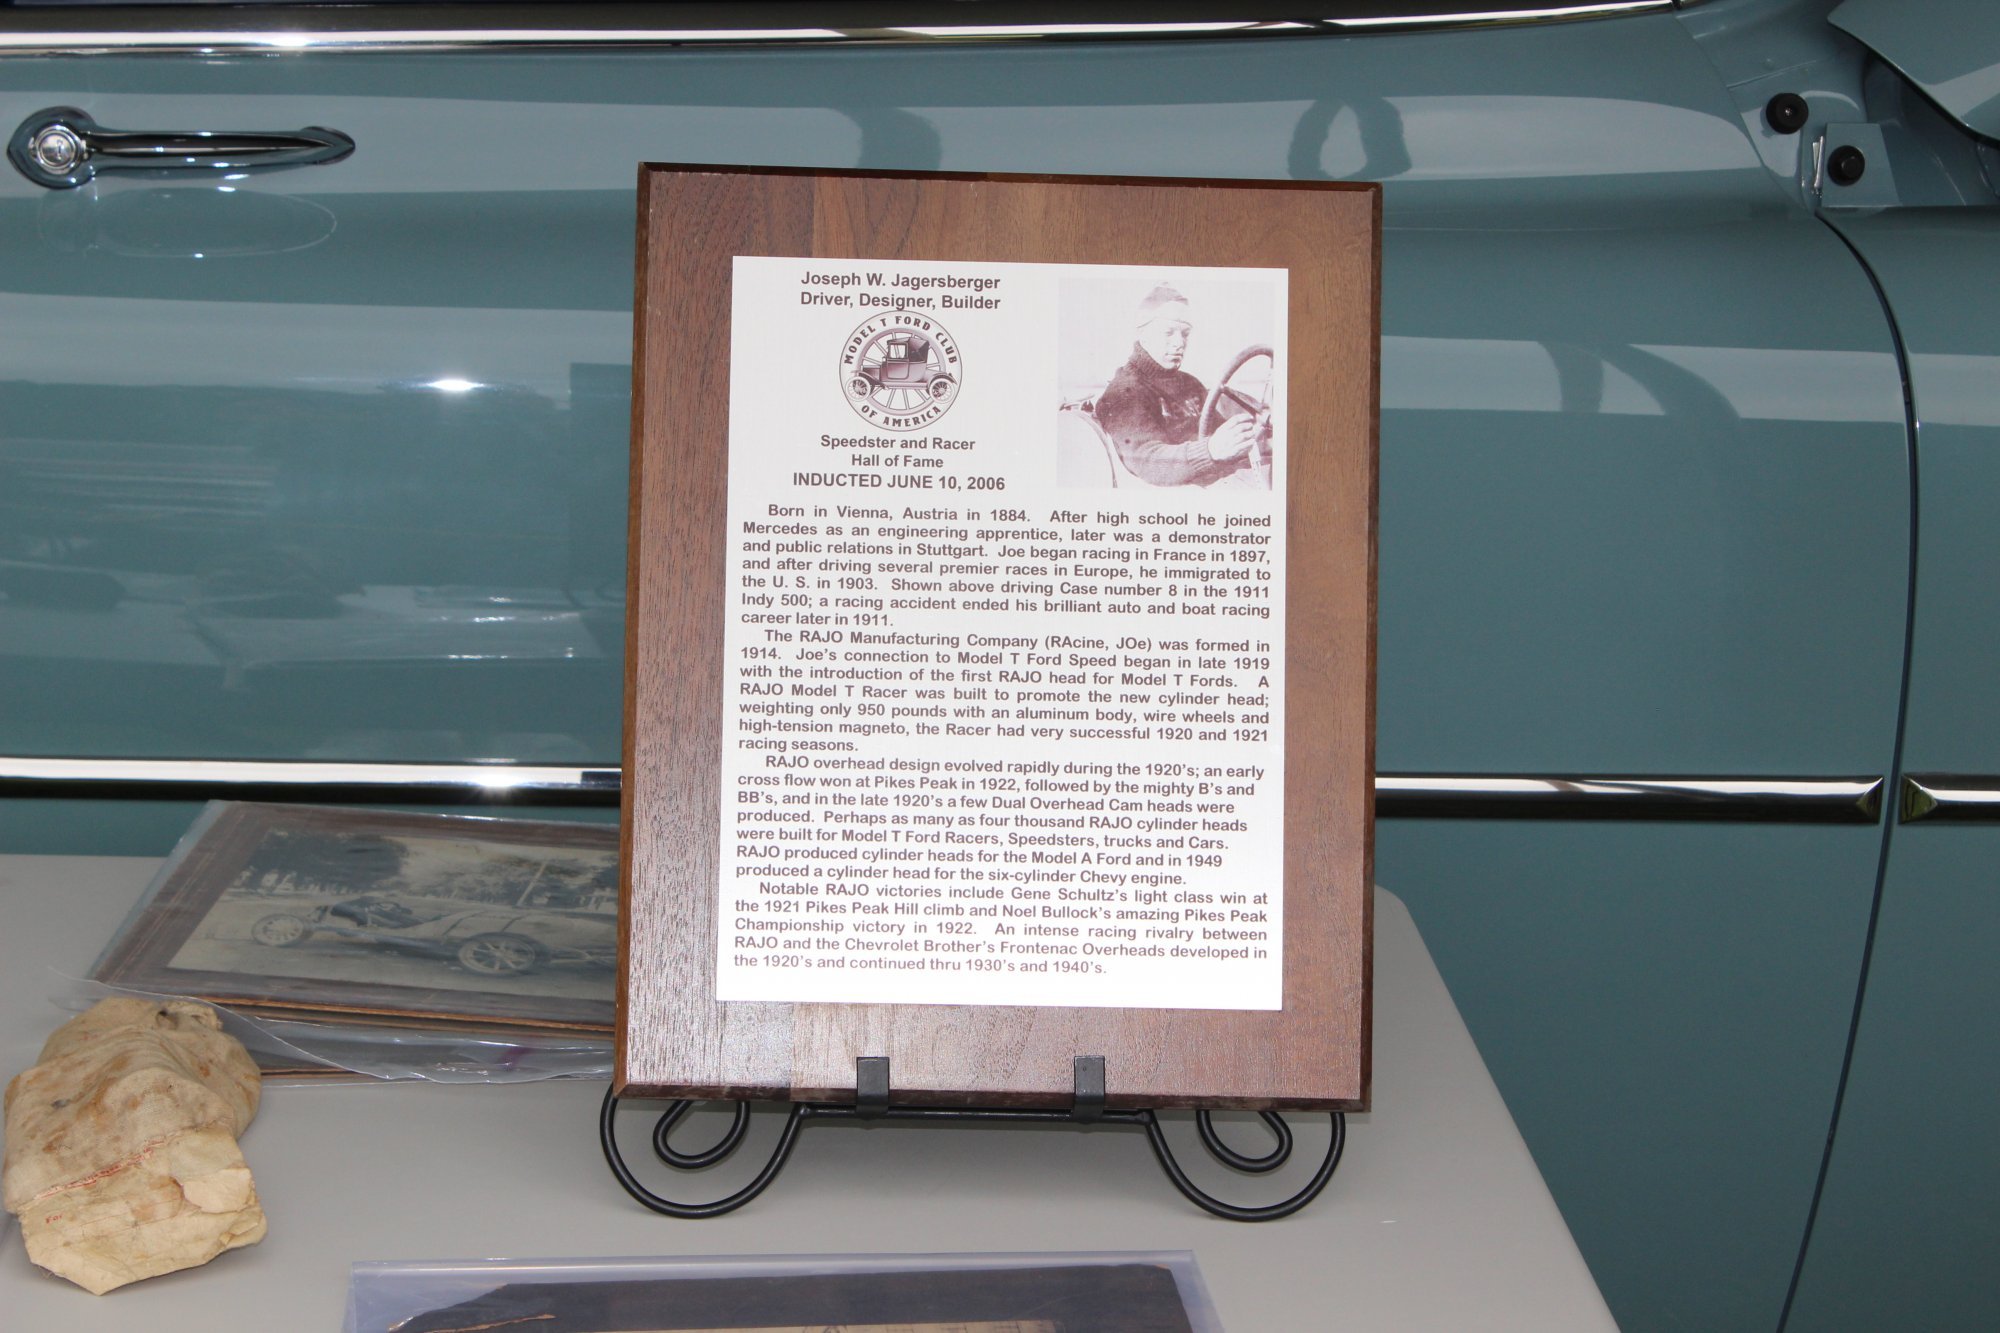 Joseph W. Jagersberger
Driver, Designer, Builder
MODEL T FORD CLUB
OF AMERICA
Speedster and Racer
Hall of Fame
INDUCTED JUNE 10, 2006
Born in Vienna, Austria in 1884. After high school he joined
Mercedes as an engineering apprentice, later was a demonstrator
and public relations in Stuttgart. Joe began racing in France in 1897,
and after driving several premier races in Europe, he immigrated to
the U. S. in 1903. Shown above driving Case number 8 in the 1911
Indy 500; a racing accident ended his brilliant auto and boat racing
career later in 1911.
The RAJO Manufacturing Company (RAcine, JOe) was formed in
1914. Joe's connection to Model T Ford Speed began in late 1919
with the introduction of the first RAJO head for Model T Fords. A
RAJO Model T Racer was built to promote the new cylinder head;
weighting only 950 pounds with an aluminum body, wire wheels and
high-tension magneto, the Racer had very successful 1920 and 1921
racing seasons.
RAJO overhead design evolved rapidly during the 1920's; an early
cross flow won at Pikes Peak in 1922, followed by the mighty B's and
BB's, and in the late 1920's a few Dual Overhead Cam heads were
produced. Perhaps as many as four thousand RAJO cylinder heads
were built for Model T Ford Racers, Speedsters, trucks and Cars.
RAJO produced cylinder heads for the Model A Ford and in 1949
produced a cylinder head for the six-cylinder Chevy engine.
Notable RAJO victories include Gene Schultz's light class win at
the 1921 Pikes Peak Hill climb and Noel Bullock's amazing Pikes Peak
Championship victory in 1922. An intense racing rivalry between
RAJO and the Chevrolet Brother's Frontenac Overheads developed in
the 1920's and continued thru 1930's and 1940's.